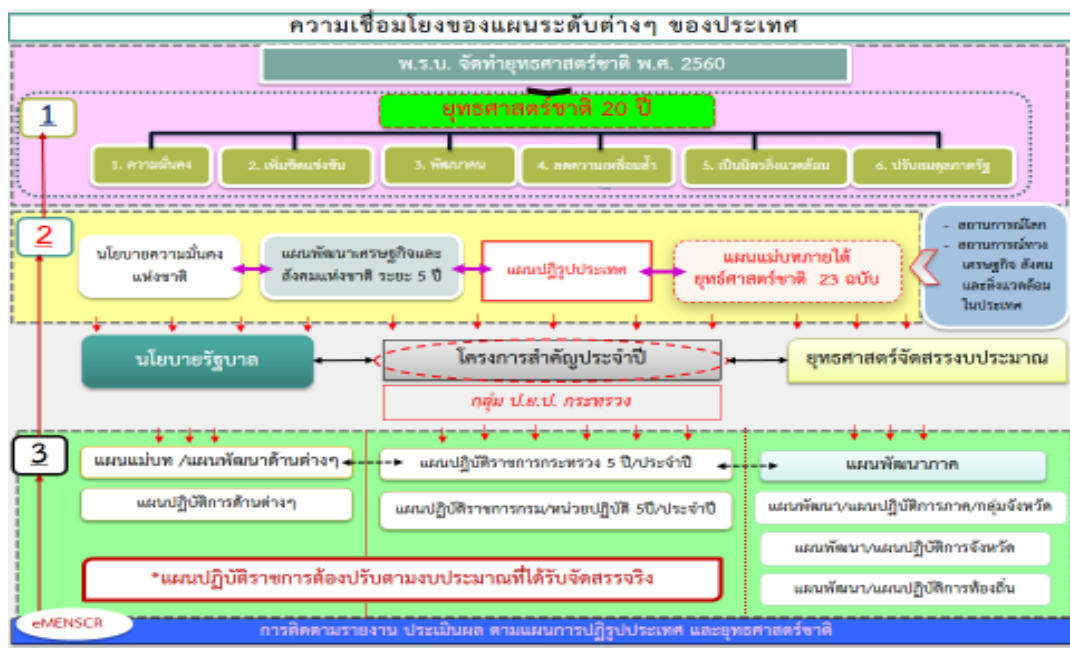 ความเชื่อมโยงของแผนระดับต่างๆ ของประเทศ
พ.ร.บ. จัดทำยุทธศาสตร์ชาติ พ.ศ. 2560
1
ยุทธศาสตร์ชาติ 20 ปี
1. ความมั่นคง
2. เพิ่มขีดแข่งขัน
3. พัฒนาคน
4. ลดความเหลื่อมล้ำ
5. เป็นมิตรสิ่งแวดล้อม
6. ปรับสมดุลภาครัฐ
2
นโยบายความมั่นคง
แห่งชาติ
แผนพัฒนาเศรษฐกิจและ
สังคมแห่งชาติ ระยะ 5 ปี
แผนปฏิรูปประเทศ
แผนแม่บทภายใต้
ยุทธ์ศาสตร์ชาติ 23 ฉบับ
- สถานการณ์โลก
- สถานการณ์ทาง
เศรษฐกิจ สังคม
และสิ่งแวดล้อม
ในประเทศ
นโยบายรัฐบาล
โครงการสำคัญประจำปี
ยุทธศาสตร์จัดสรรงบประมาณ
กลุ่ม ป.ย.ป. กระทรวง
3
แผนแม่บท /แผนพัฒนาด้านต่างๆ
แผนปฏิบัติราชการกระทรวง 5 ปี/ประจำปี
แผนพัฒนาภาค
แผนปฏิบัติการด้านต่างๆ
แผนปฏิบัติราชการกรม/หน่วยปฏิบัติ 5ปี/ประจำปี
แผนพัฒนา/แผนปฏิบัติการภาค/กลุ่มจังหวัด
แผนพัฒนา/แผนปฏิบัติการจังหวัด
*แผนปฏิบัติราชการต้องปรับตามงบประมาณที่ได้รับจัดสรรจริง
แผนพัฒนา/แผนปฏิบัติการท้องถิ่น
eMENSCR
การติดตามรายงาน ประเมินผล ตามแผนการปฏิรูปประเทศ และยุทธศาสตร์ชาติ